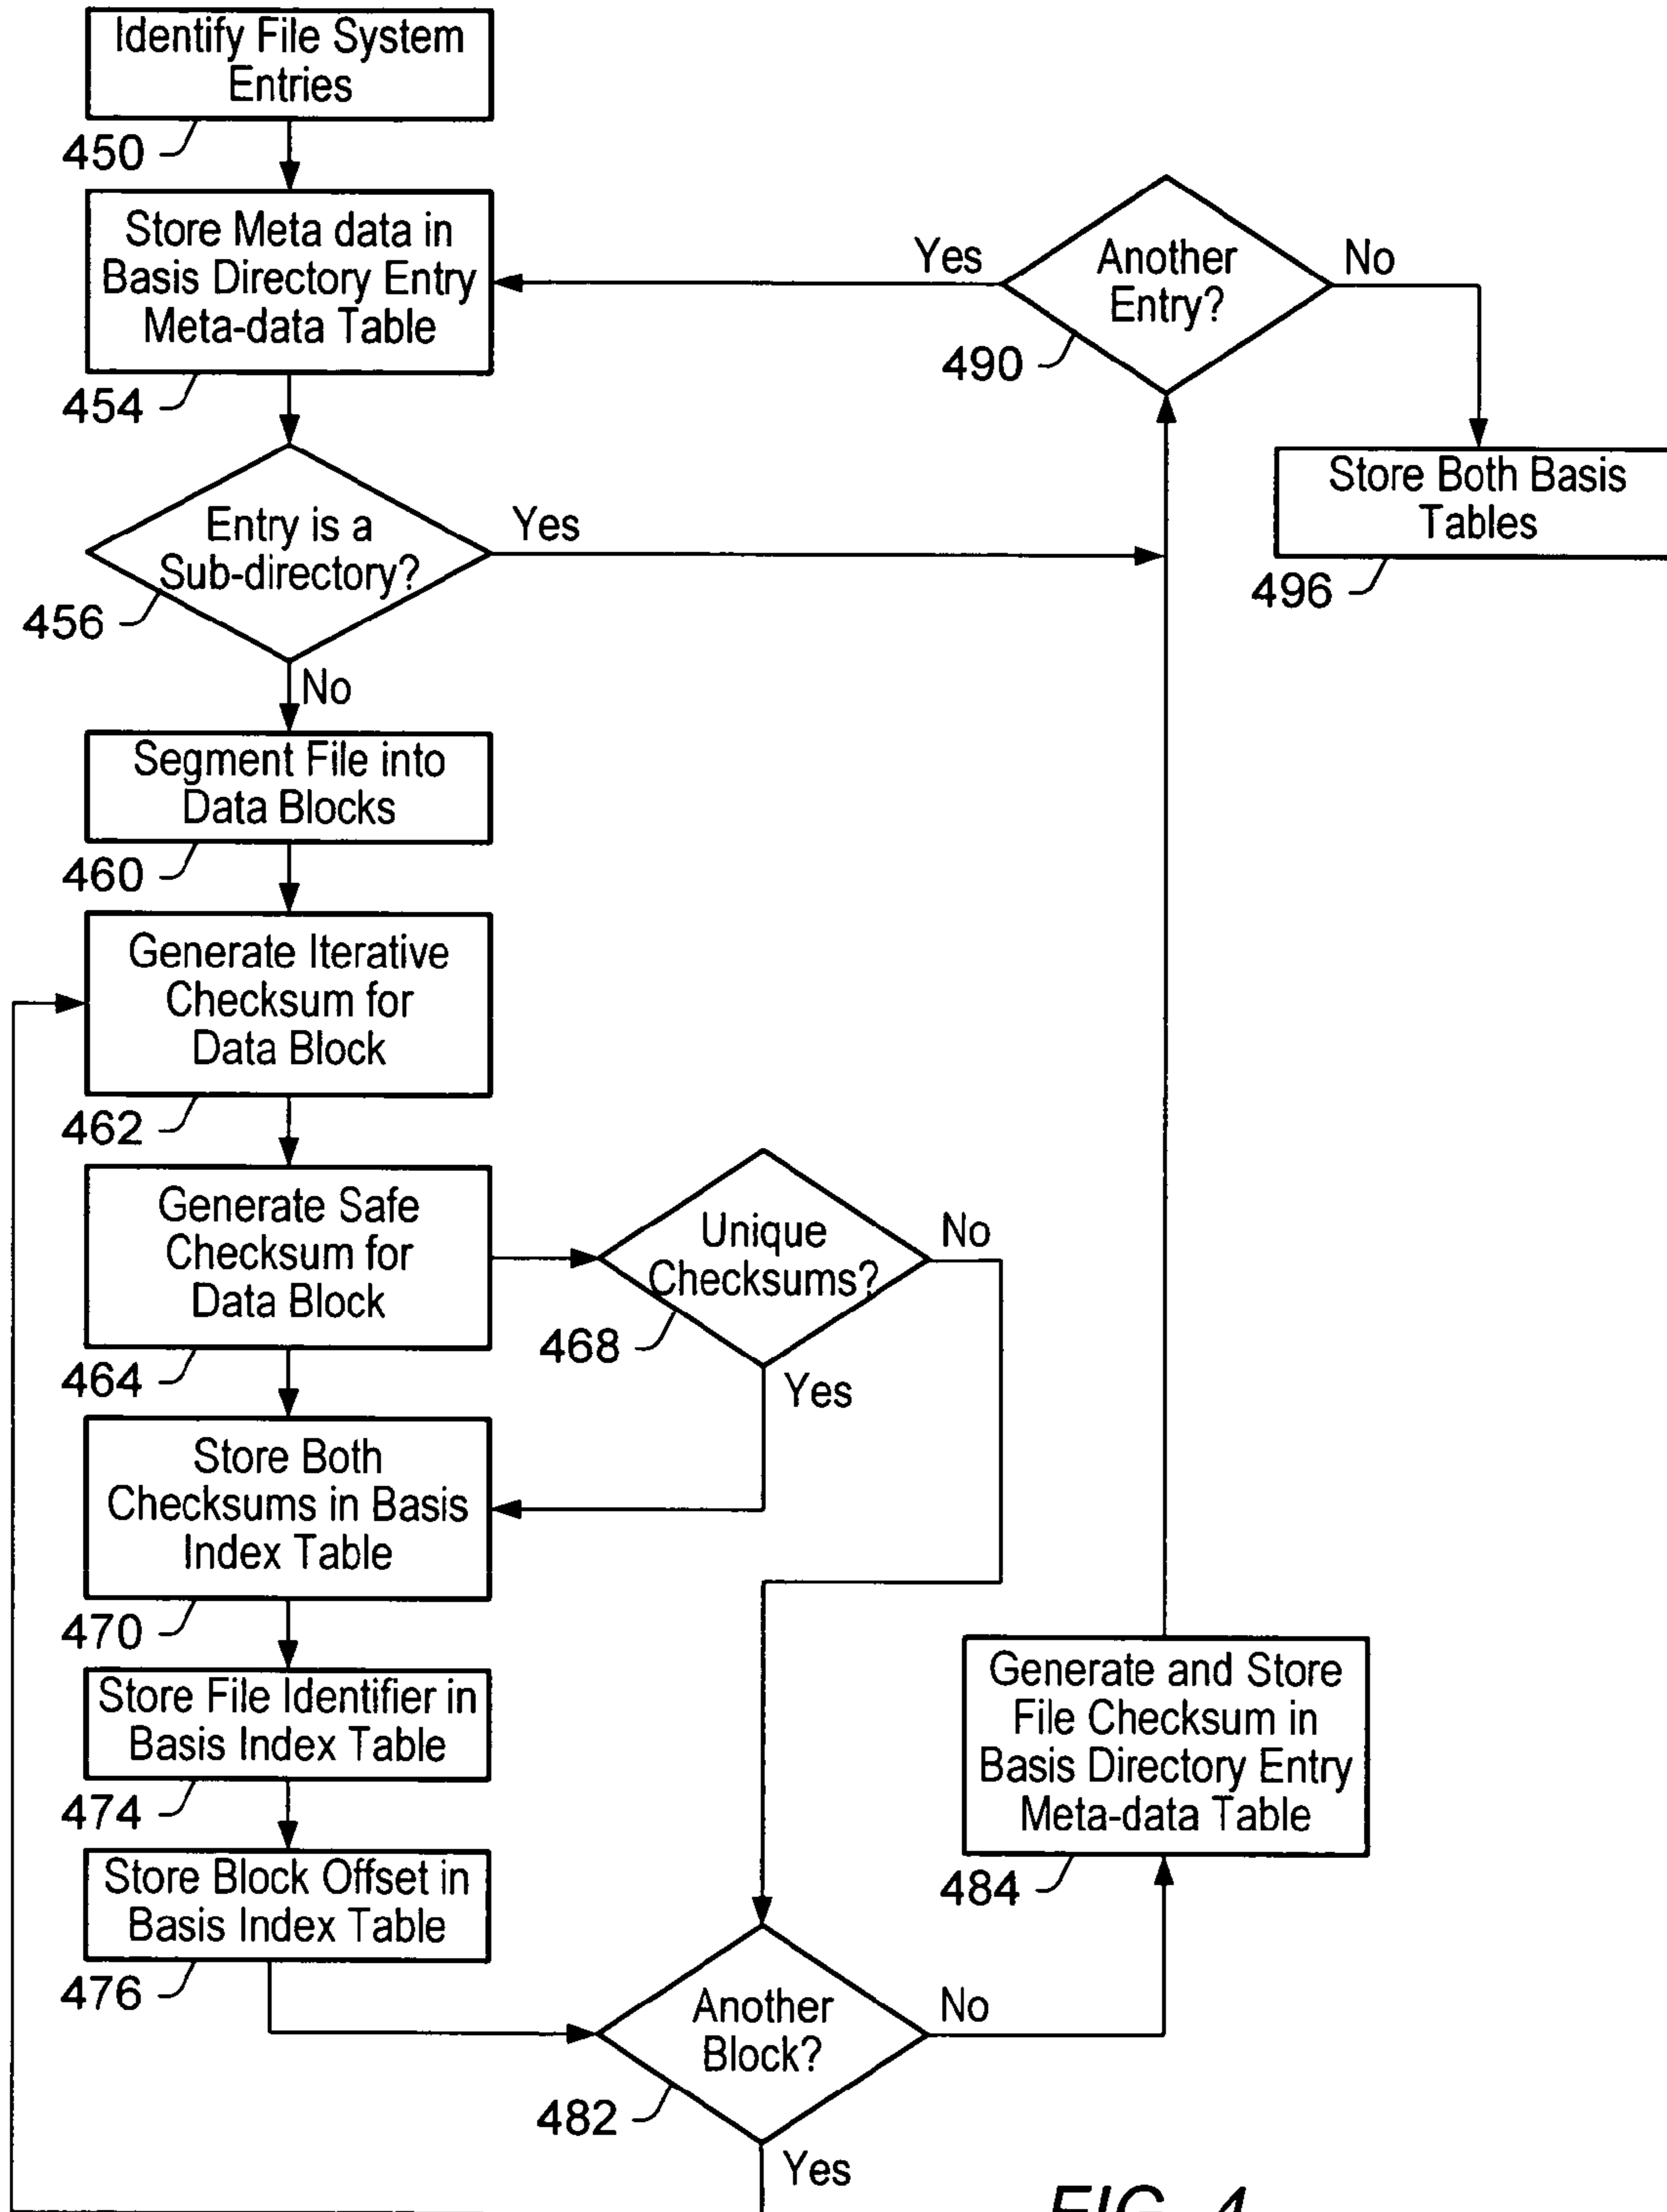 Identify File System
Entries
450
Store Meta data in
Basis Directory Entry
Meta-data Table
454
Yes
Another
Entry?
No
490
Store Both Basis
Tables
496
Entry is a
Sub-directory?
Yes
456
No
Segment File into
Data Blocks
460
Generate Iterative
Checksum for
Data Block
462
Generate Safe
Checksum for
Data Block
464
Unique
Checksums?
No
468
Yes
Store Both
Checksums in Basis
Index Table
470
Store File Identifier in
Basis Index Table
474
Store Block Offset in
Basis Index Table
476
Generate and Store
File Checksum in
Basis Directory Entry
Meta-data Table
484
Another
Block?
No
482
Yes
FIG. 4